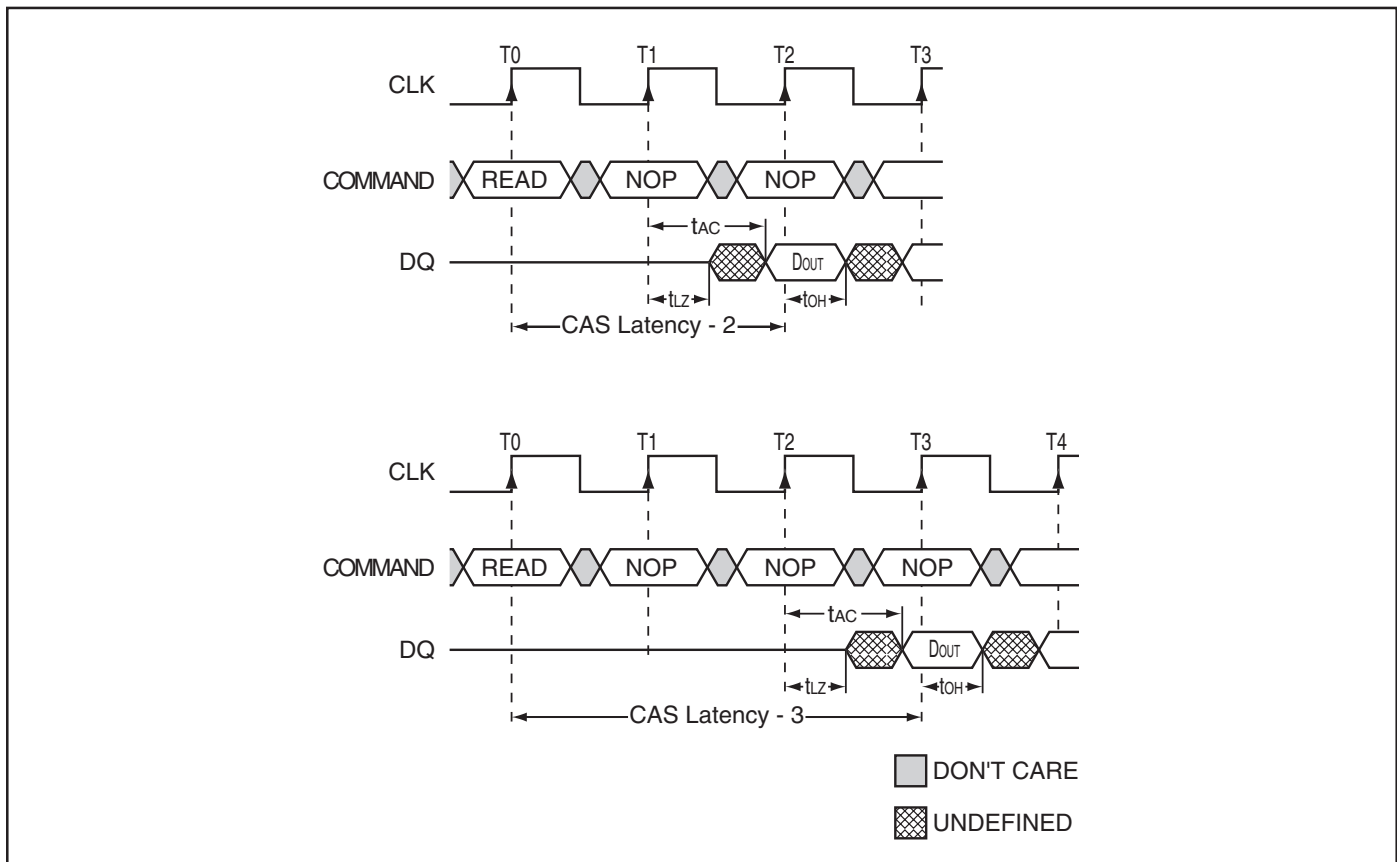 T0 T1 T2 T3
CLK
COMMAND READ NOP NOP
tAC
DQ DOUT
tLZ tOH
CAS Latency - 2
T0 T1 T2 T3 T4
CLK
COMMAND READ NOP NOP NOP
tAC
DQ DOUT
tLZ tOH
CAS Latency - 3
DON'T CARE
UNDEFINED